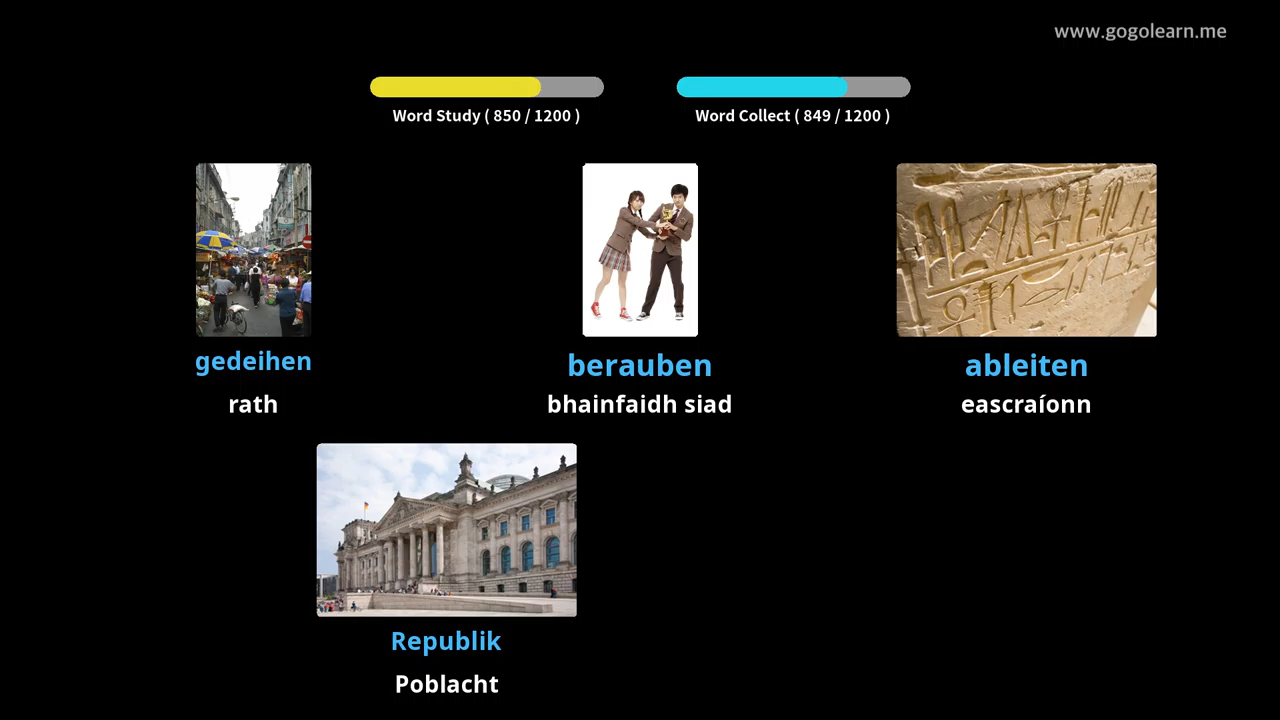 www.gogolearn.me
Word Study ( 850 / 1200 )
Word Collect ( 849 / 1200 )
gedeihen
rath
berauben
bhainfaidh siad
ableiten
eascraíonn
Republik
Poblacht